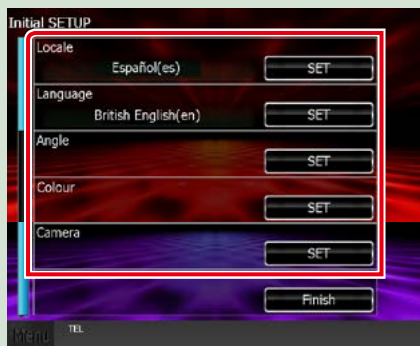 Initial SETUP
Locale
Español(es) SET
Language
British English(en) SET
Angle
SET
Colour
SET
Camera
SET
Finish
Menu TEL